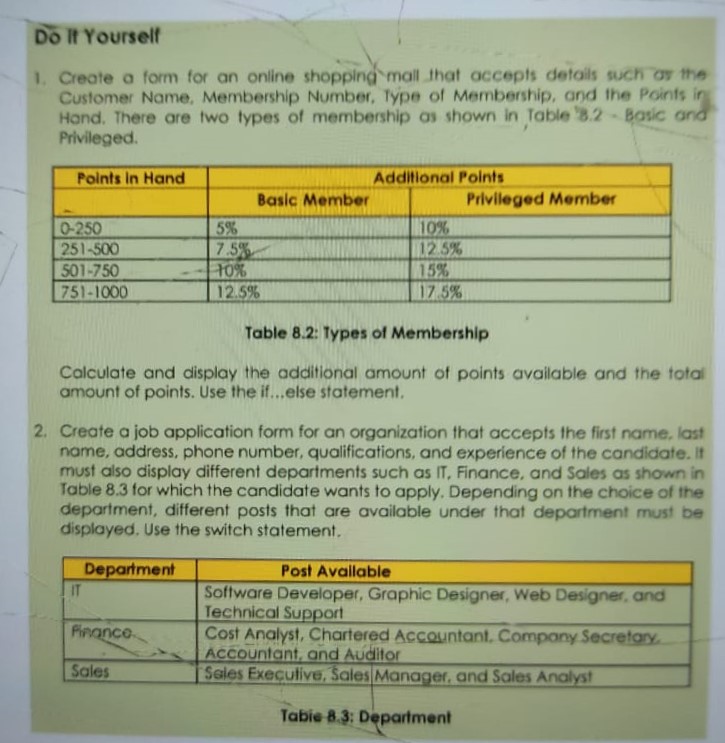 Do It Yourself
1. Create a form for an online shopping mall that accepts details such as the
Customer Name, Membership Number, Type of Membership, and the Points in
Hand. There are two types of membership as shown in Table 8.2 - Basic and
Privileged.
Points in Hand Additional Points
Basic Member Privileged Member
0-250 5% 10%
251-500 7.5% 12.5%
501-750 10% 15%
751-1000 12.5% 17.5%
Table 8.2: Types of Membership
Calculate and display the additional amount of points available and the total
amount of points. Use the if...else statement.
2. Create a job application form for an organization that accepts the first name, last
name, address, phone number, qualifications, and experience of the candidate. It
must also display different departments such as IT, Finance, and Sales as shown in
Table 8.3 for which the candidate wants to apply. Depending on the choice of the
department, different posts that are available under that department must be
displayed. Use the switch statement.
Department Post Available
IT Software Developer, Graphic Designer, Web Designer, and
Technical Support
Finance Cost Analyst, Chartered Accountant, Company Secretary,
Accountant, and Auditor
Sales Sales Executive, Sales Manager, and Sales Analyst
Table 8.3: Department